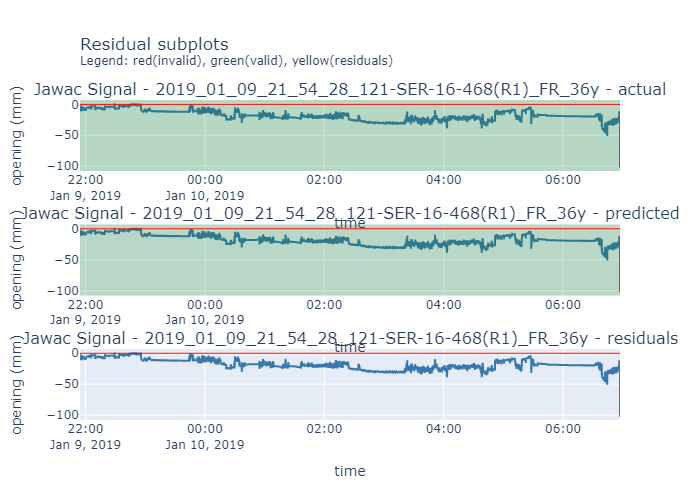 Residual subplots
Legend: red(invalid), green(valid), yellow(residuals)
Jawac Signal - 2019_01_09_21_54_28_121-SER-16-468(R1)_FR_36y - actual
opening (mm)
0
−50
−100
22:00 00:00 02:00 04:00 06:00
Jan 9, 2019 Jan 10, 2019
time
Jawac Signal - 2019_01_09_21_54_28_121-SER-16-468(R1)_FR_36y - predicted
opening (mm)
0
−50
−100
22:00 00:00 02:00 04:00 06:00
Jan 9, 2019 Jan 10, 2019
time
Jawac Signal - 2019_01_09_21_54_28_121-SER-16-468(R1)_FR_36y - residuals
opening (mm)
0
−50
−100
22:00 00:00 02:00 04:00 06:00
Jan 9, 2019 Jan 10, 2019
time